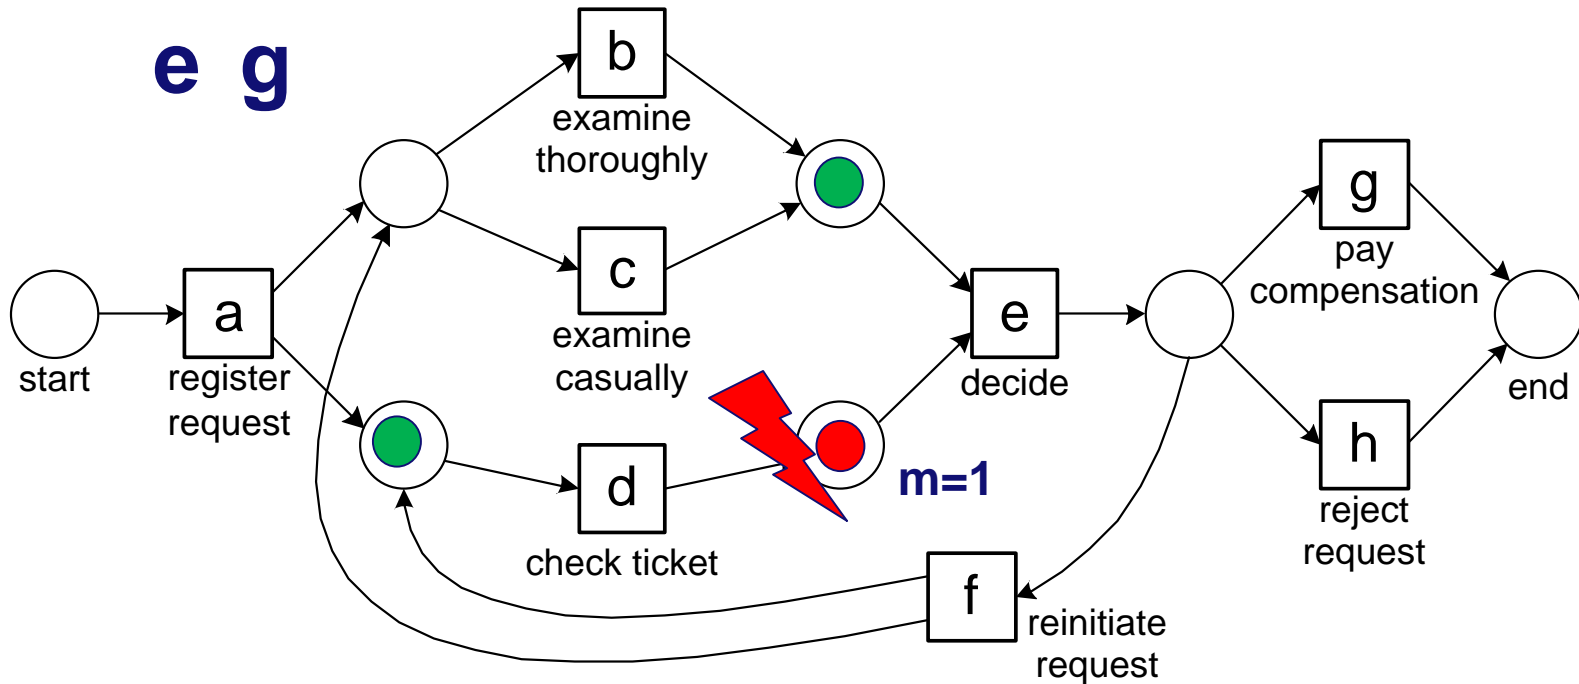 e g
b
examine
thoroughly
c
examine
casually
a
register
request
start
d
check ticket
m=1
e
decide
f
reinitiate
request
g
pay
compensation
h
reject
request
end